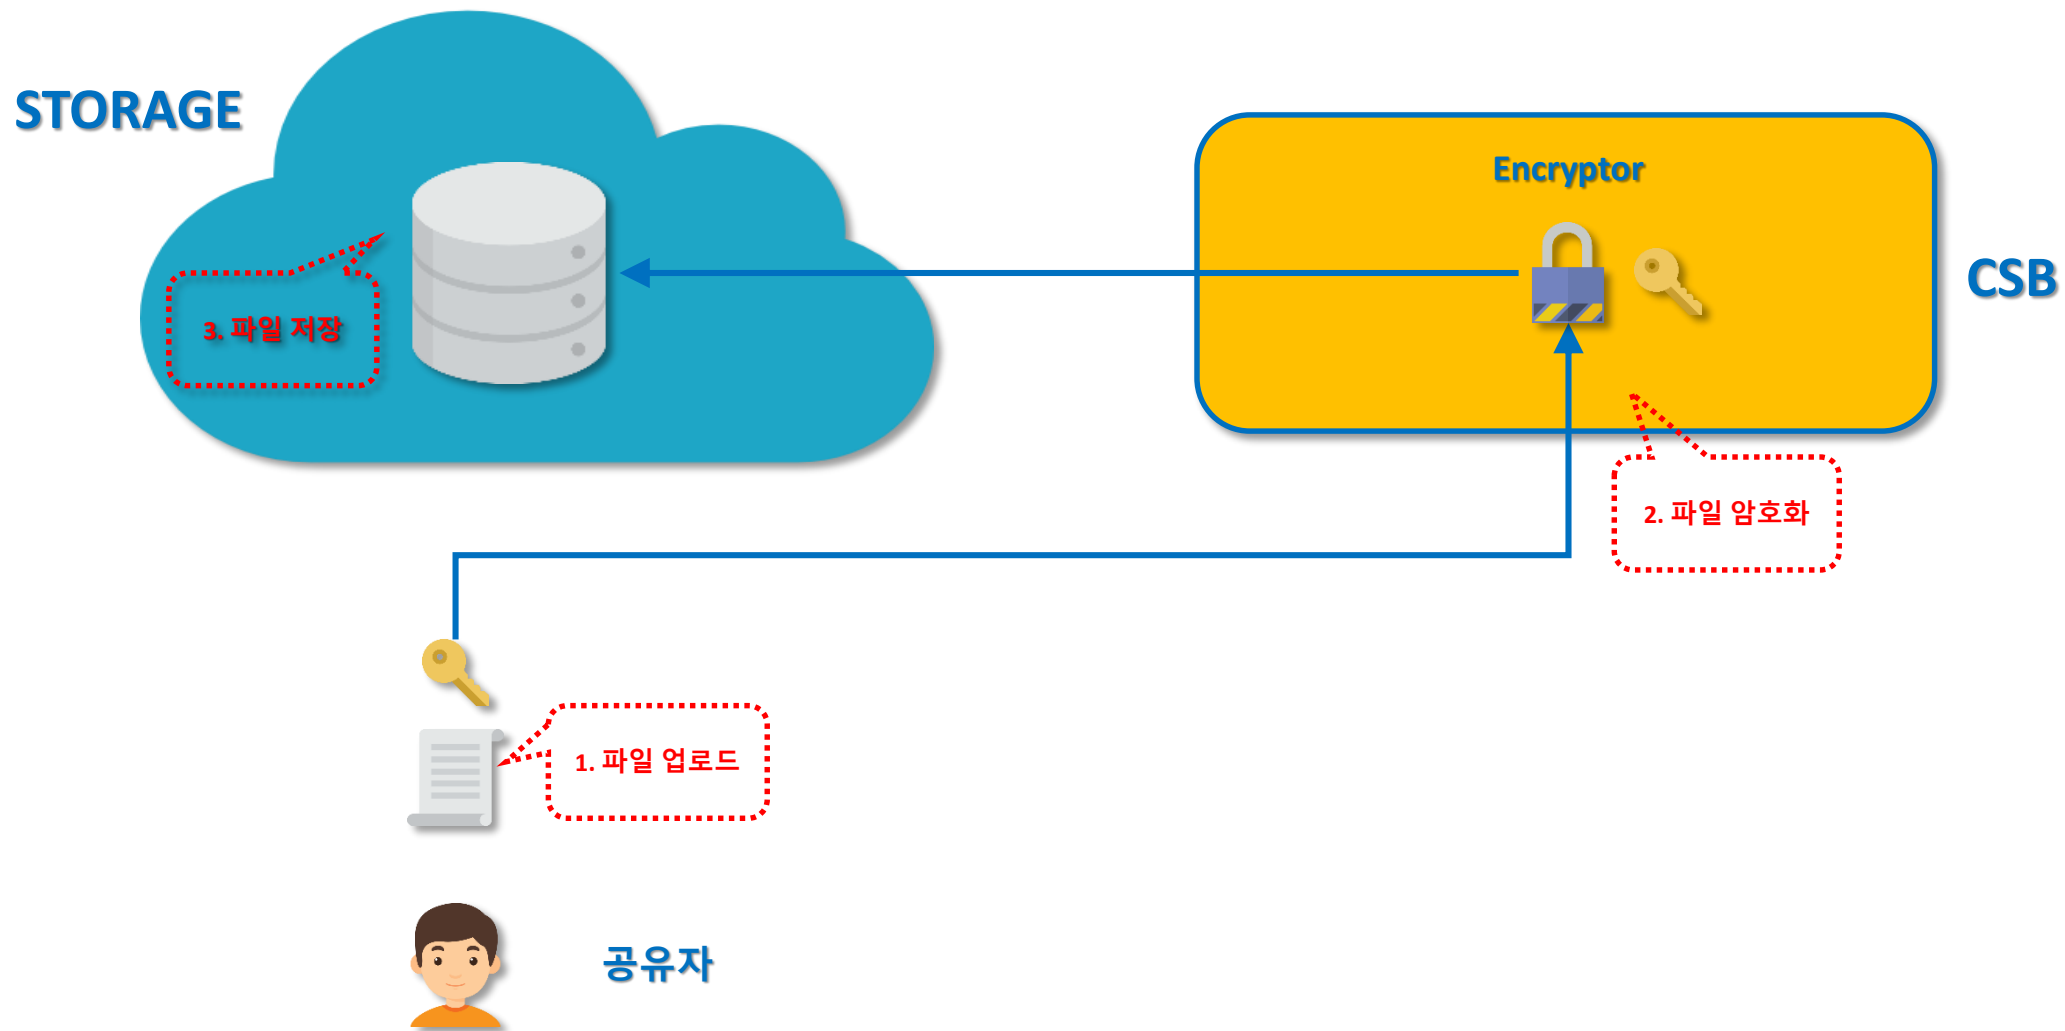 STORAGE
Encryptor
CSB
3. 파일 저장
2. 파일 암호화
1. 파일 업로드
공유자